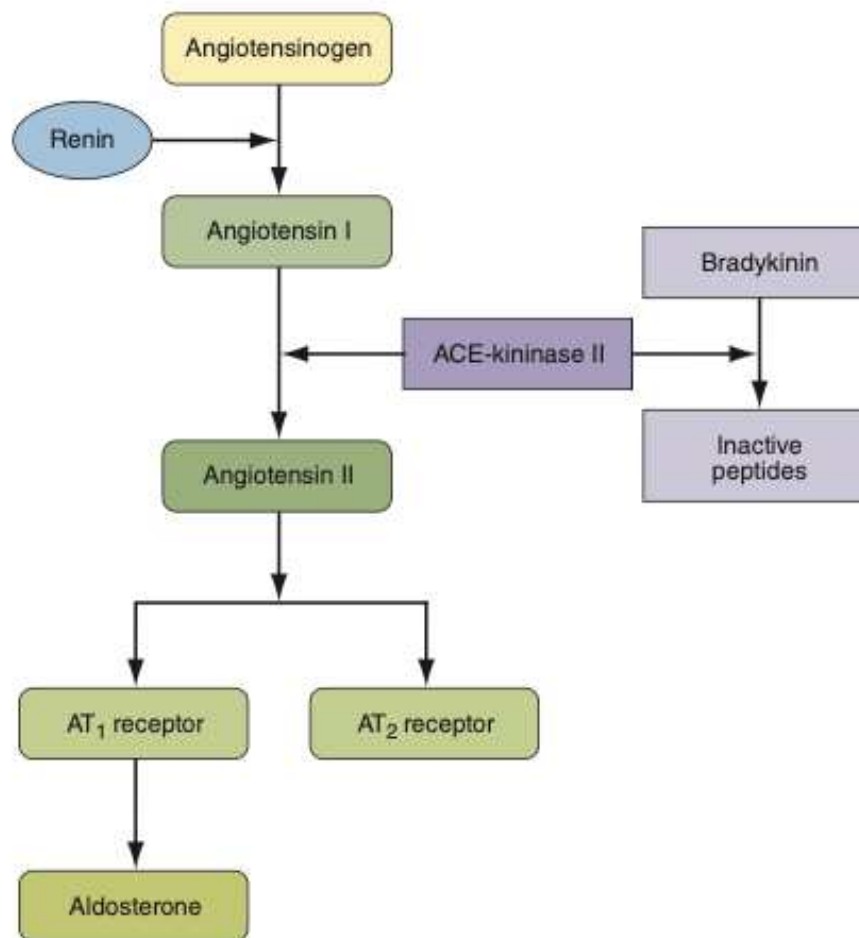 Angiotensinogen
Renin
Angiotensin I
Bradykinin
ACE-kininase II
Inactive
peptides
Angiotensin II
AT₁ receptor
AT₂ receptor
Aldosterone